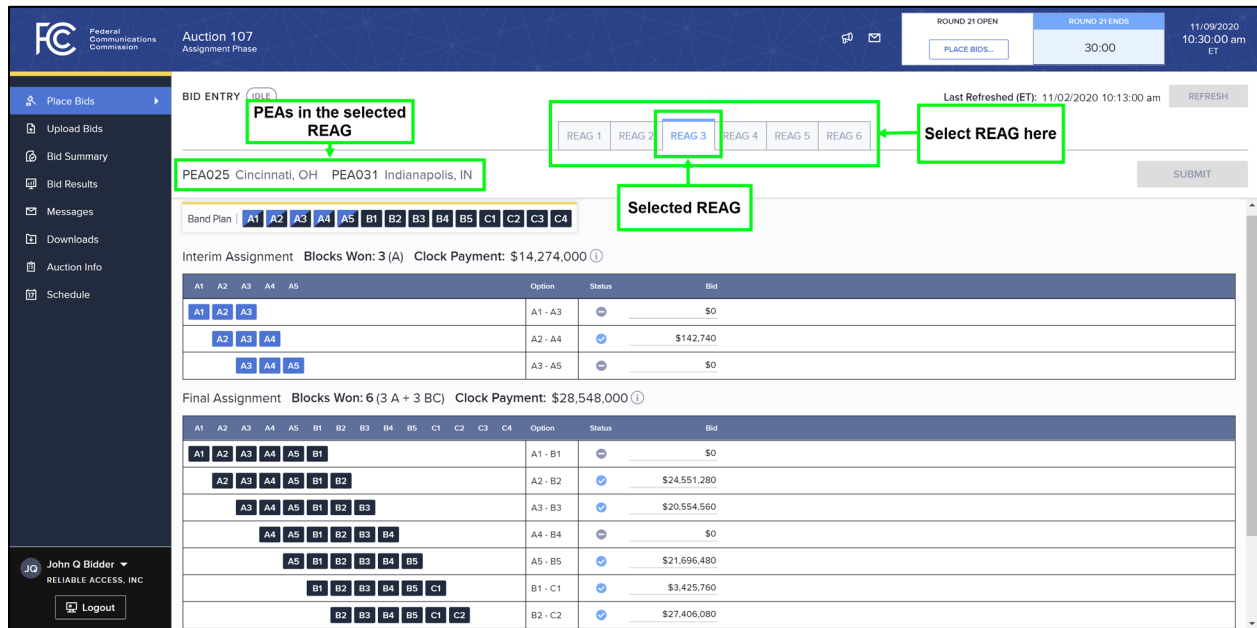 FC
Federal
Communications
Commission
Auction 107
Assignment Phase
ROUND 21 OPEN
PLACE BIDS...
ROUND 21 ENDS
30:00
11/09/2020
10:30:00 am
ET
Place Bids
Upload Bids
Bid Summary
Bid Results
Messages
Downloads
Auction Info
17 Schedule
JQ John Q Bidder
RELIABLE ACCESS, INC
Logout
BID ENTRY IDLE
Last Refreshed (ET): 11/02/2020 10:13:00 am REFRESH
PEAs in the selected
REAG
REAG 1 REAG 2 REAG 3 REAG 4 REAG 5 REAG 6
Select REAG here
PEA025 Cincinnati, OH PEA031 Indianapolis, IN
SUBMIT
Selected REAG
Band Plan A1 A2 A3 A4 A5 B1 B2 B3 B4 B5 C1 C2 C3 C4
Interim Assignment Blocks Won: 3 (A) Clock Payment: $14,274,000 i
A1 A2 A3 A4 A5 Option Status Bid
A1 A2 A3 A1 - A3 $0
A2 A3 A4 A2 - A4 $142,740
A3 A4 A5 A3 - A5 $0
Final Assignment Blocks Won: 6 (3 A + 3 BC) Clock Payment: $28,548,000 i
A1 A2 A3 A4 A5 B1 B2 B3 B4 B5 C1 C2 C3 C4 Option Status Bid
A1 A2 A3 A4 A5 B1 A1 - B1 $0
A2 A3 A4 A5 B1 B2 A2 - B2 $24,551,280
A3 A4 A5 B1 B2 B3 A3 - B3 $20,554,560
A4 A5 B1 B2 B3 B4 A4 - B4 $0
A5 B1 B2 B3 B4 B5 A5 - B5 $21,696,480
B1 B2 B3 B4 B5 C1 B1 - C1 $3,425,760
B2 B3 B4 B5 C1 C2 B2 - C2 $27,406,080